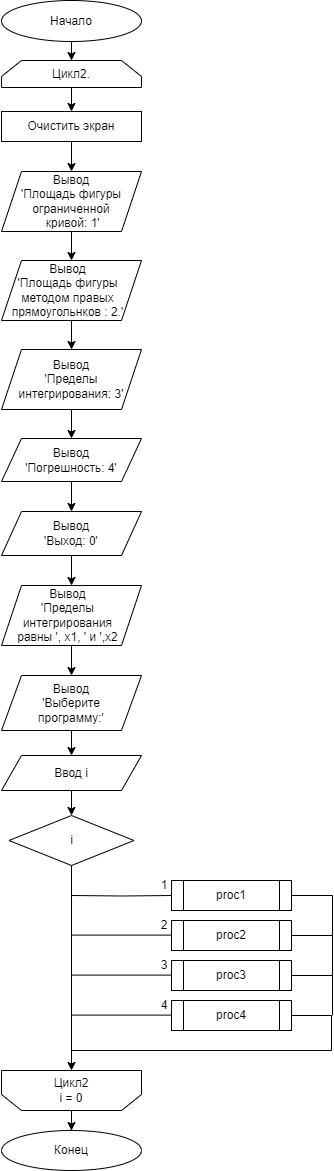 Начало
Цикл2.
Очистить экран
Вывод
'Площадь фигуры
ограниченной
кривой: 1'
Вывод
'Площадь фигуры
методом правых
прямоугольнков : 2.'
Вывод
'Пределы
интегрирования: 3'
Вывод
'Погрешность: 4'
Вывод
'Выход: 0'
Вывод
'Пределы
интегрирования
равны ', x1, ' и ',x2
Вывод
'Выберите
программу:'
Ввод i
i
1
proc1
2
proc2
3
proc3
4
proc4
Цикл2
i = 0
Конец